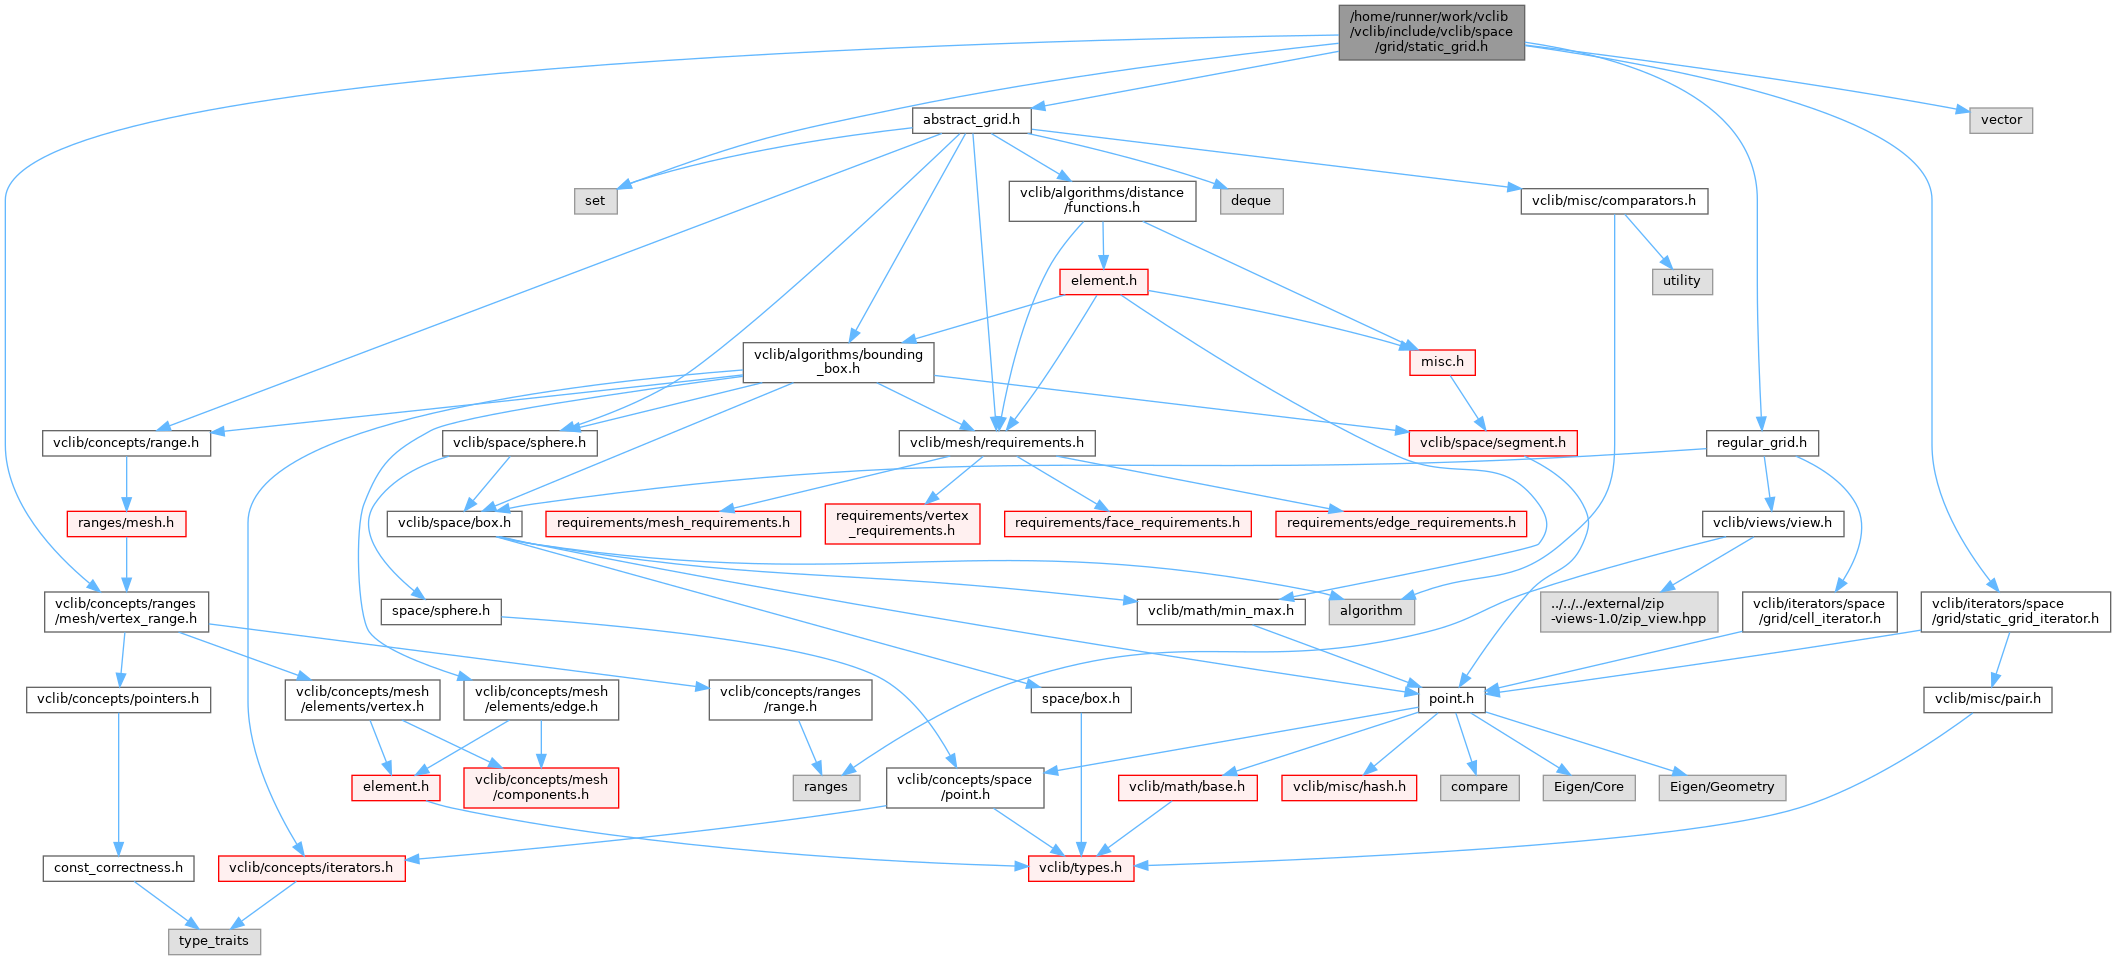 /home/runner/work/vclib
/vclib/include/vclib/space
/grid/static_grid.h
abstract_grid.h
vector
vclib/algorithms/distance
/functions.h
set
deque
vclib/misc/comparators.h
element.h
utility
vclib/algorithms/bounding
_box.h
misc.h
vclib/concepts/range.h
vclib/space/sphere.h
vclib/mesh/requirements.h
vclib/space/segment.h
regular_grid.h
ranges/mesh.h
vclib/space/box.h
requirements/mesh_requirements.h
requirements/vertex
_requirements.h
requirements/face_requirements.h
requirements/edge_requirements.h
vclib/views/view.h
vclib/concepts/ranges
/mesh/vertex_range.h
space/sphere.h
vclib/math/min_max.h
algorithm
../../../external/zip
-views-1.0/zip_view.hpp
vclib/iterators/space
/grid/cell_iterator.h
vclib/iterators/space
/grid/static_grid_iterator.h
vclib/concepts/pointers.h
vclib/concepts/mesh
/elements/vertex.h
vclib/concepts/mesh
/elements/edge.h
vclib/concepts/ranges
/range.h
space/box.h
point.h
vclib/misc/pair.h
element.h
vclib/concepts/mesh
/components.h
ranges
vclib/concepts/space
/point.h
vclib/math/base.h
vclib/misc/hash.h
compare
Eigen/Core
Eigen/Geometry
const_correctness.h
vclib/concepts/iterators.h
vclib/types.h
type_traits